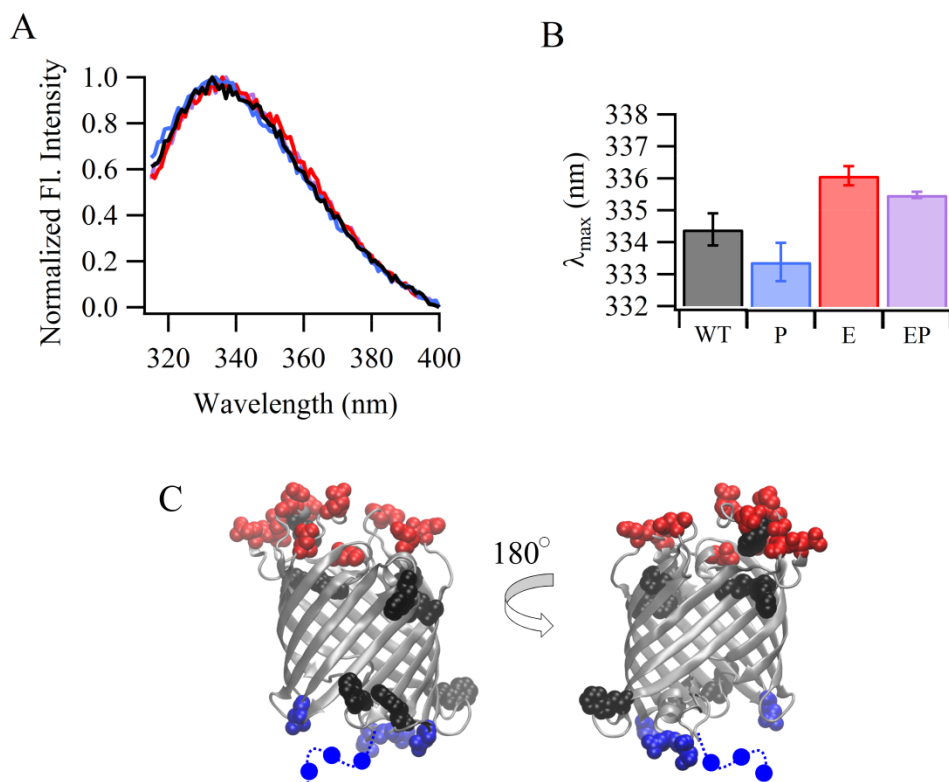 A
Normalized Fl. Intensity
1.0
0.8
0.6
0.4
0.2
0.0
320 340 360 380 400
Wavelength (nm)
B
λmax (nm)
338
337
336
335
334
333
332
WT P E EP
C
180°